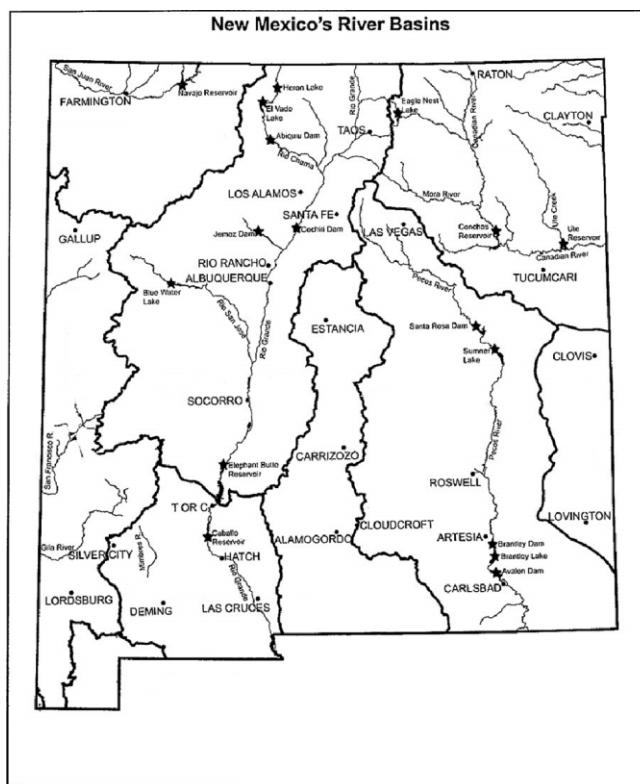 New Mexico's River Basins
San Juan River
FARMINGTON
Navajo Reservoir
Heron Lake
El Vado
Lake
Abiquiu Dam
Rio Chama
Rio Grande
TAOS
Eagle Nest
Lake
RATON
Canadian River
CLAYTON
LOS ALAMOS
SANTA FE
Cochiti Dam
Jemez Dam
Mora River
LAS VEGAS
Conchas
Reservoir
Ute Creek
Ute
Reservoir
Canadian River
TUCUMCARI
GALLUP
RIO RANCHO
ALBUQUERQUE
Blue Water
Lake
Rio San Jose
Rio Grande
ESTANCIA
Pecos River
Santa Rosa Dam
Sumner
Lake
CLOVIS
SOCORRO
CARRIZOZO
Pecos River
San Francisco R.
Elephant Butte
Reservoir
ROSWELL
T OR C
Caballo
Reservoir
HATCH
Rio Grande
ALAMOGORDO
CLOUDCROFT
ARTESIA
LOVINGTON
Brantley Dam
Brantley Lake
Avalon Dam
CARLSBAD
Gila River
SILVER CITY
Mimbres R.
LORDSBURG
DEMING
LAS CRUCES